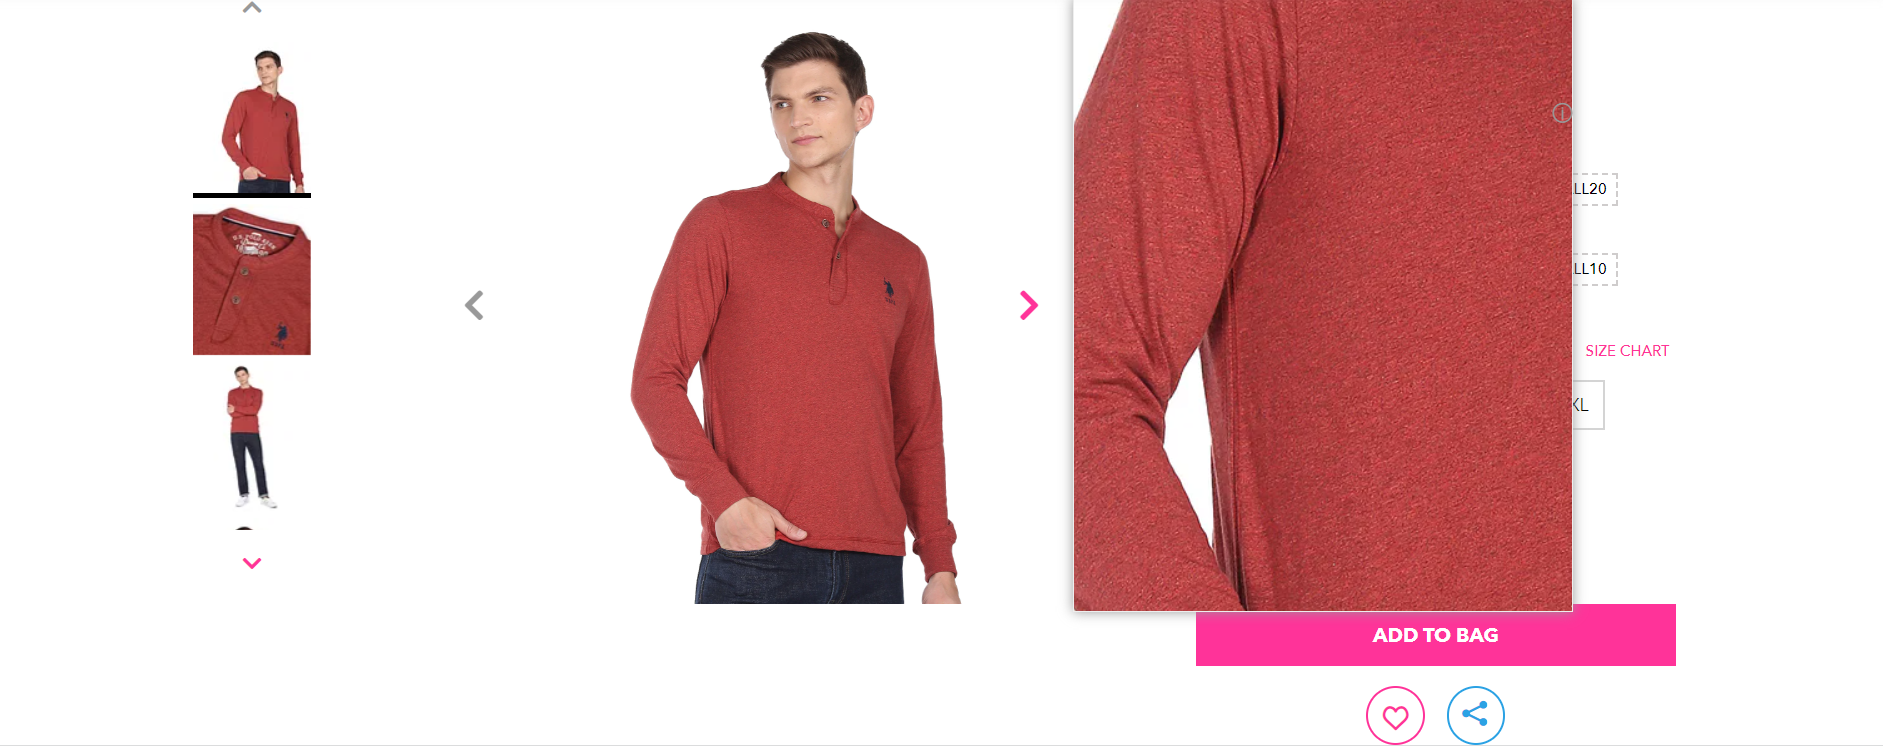 LL20
LL10
SIZE CHART
XL
ADD TO BAG